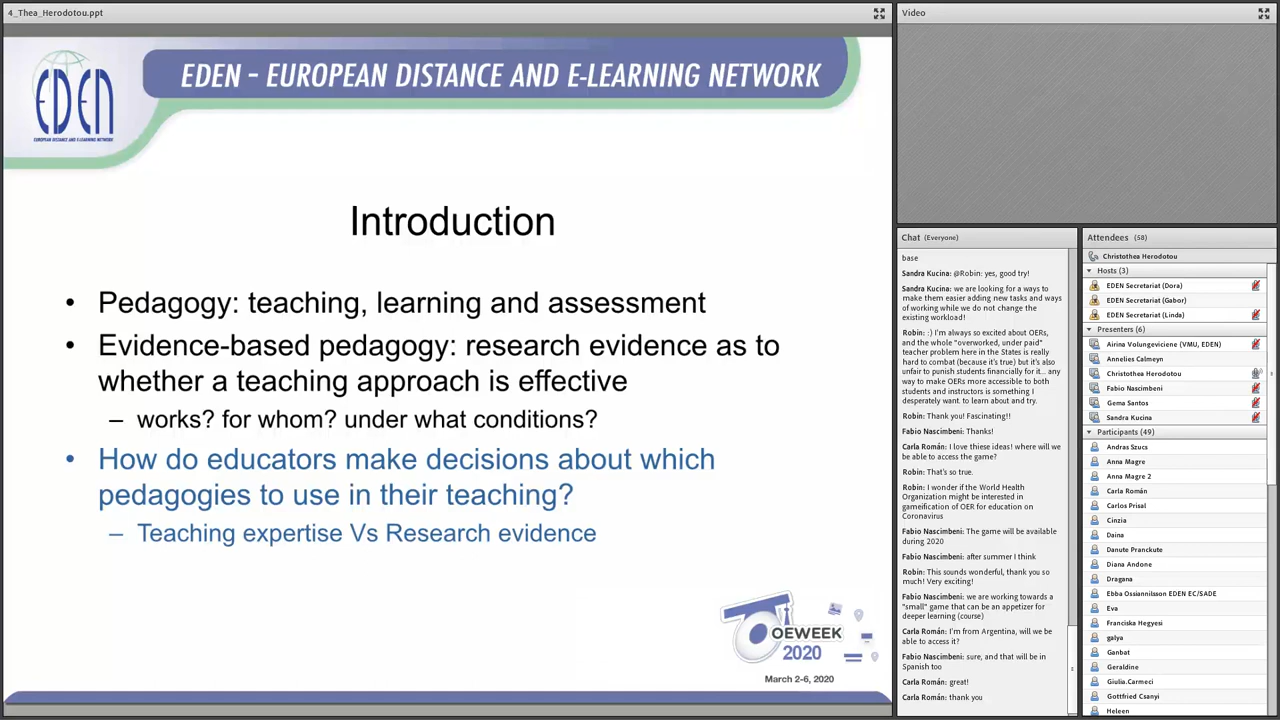 4_Thea_Herodotou.ppt
EDEN
EUROPEAN DISTANCE AND E-LEARNING NETWORK
EDEN - EUROPEAN DISTANCE AND E-LEARNING NETWORK
Introduction
• Pedagogy: teaching, learning and assessment
• Evidence-based pedagogy: research evidence as to
whether a teaching approach is effective
– works? for whom? under what conditions?
• How do educators make decisions about which
pedagogies to use in their teaching?
– Teaching expertise Vs Research evidence
OEWEEK
2020
March 2-6, 2020
Video
Chat (Everyone)
base
Sandra Kucina: @Robin: yes, good try!
Sandra Kucina: we are looking for a ways to
make them easier adding new tasks and ways
of working while we do not change the
existing workload!
Robin: :) I'm always so excited about OERs,
and the whole "overworked, under paid"
teacher problem here in the States is really
hard to combat (because it's true) but it's also
unfair to punish students financially for it... any
way to make OERs more accessible to both
students and instructors is something I
desperately want. to learn about and try.
Robin: Thank you! Fascinating!!
Fabio Nascimbeni: Thanks!
Carla Román: I love these ideas! where will we
be able to access the game?
Robin: That's so true.
Robin: I wonder if the World Health
Organization might be interested in
gameification of OER for education on
Coronavirus
Fabio Nascimbeni: The game will be available
during 2020
Fabio Nascimbeni: after summer I think
Robin: This sounds wonderful, thank you so
much! Very exciting!
Fabio Nascimbeni: we are working towards a
"small" game that can be an appetizer for
deeper learning (course)
Carla Román: I'm from Argentina, will we be
able to access it?
Fabio Nascimbeni: sure, and that will be in
Spanish too
Carla Román: great!
Carla Román: thank you
Attendees (58)
Christothea Herodotou
Hosts (3)
EDEN Secretariat (Dora)
EDEN Secretariat (Gabor)
EDEN Secretariat (Linda)
Presenters (6)
Airina Volungeviciene (VMU, EDEN)
Annelies Calmeyn
Christothea Herodotou
Fabio Nascimbeni
Gema Santos
Sandra Kucina
Participants (49)
Andras Szucs
Anna Magre
Anna Magre 2
Carla Román
Carlos Prisal
Cinzia
Daina
Danute Pranckute
Diana Andone
Dragana
Ebba Ossiannilsson EDEN EC/SADE
Eva
Franciska Hegyesi
galya
Ganbat
Geraldine
Giulia.Carmeci
Gottfried Csanyi
Heleen